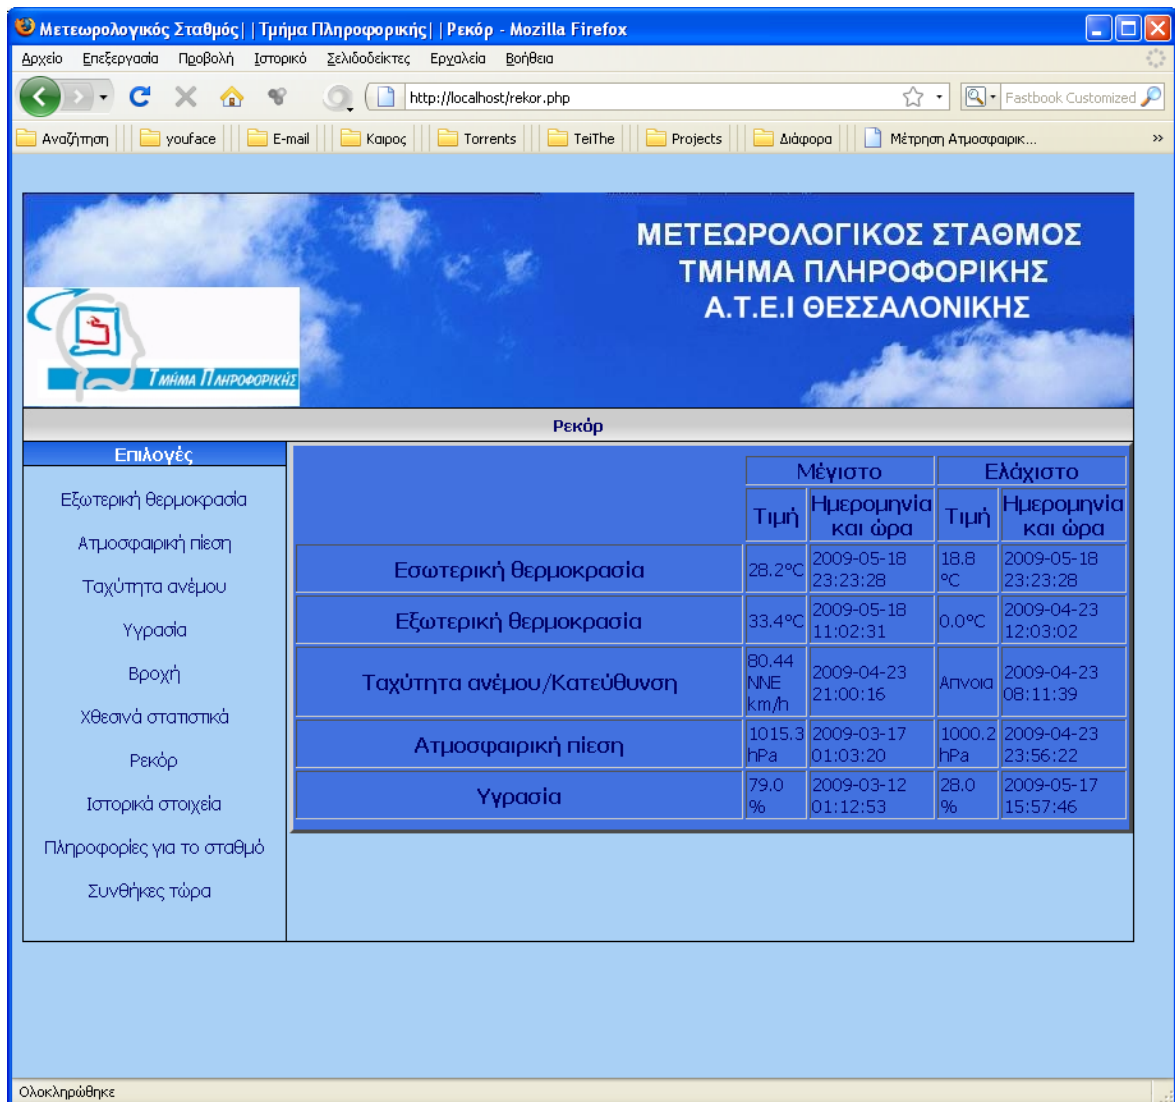 Μετεωρολογικός Σταθμός| |Τμήμα Πληροφορικής| |Ρεκόρ - Mozilla Firefox
Αρχείο Επεξεργασία Προβολή Ιστορικό Σελιδοδείκτες Εργαλεία Βοήθεια
http://localhost/rekor.php Fastbook Customized
Αναζήτηση youface E-mail Καιρος Torrents TeiThe Projects Διάφορα Μέτρηση Ατμοσφαιρικ... »
ΜΕΤΕΩΡΟΛΟΓΙΚΟΣ ΣΤΑΘΜΟΣ
ΤΜΗΜΑ ΠΛΗΡΟΦΟΡΙΚΗΣ
Α.Τ.Ε.Ι ΘΕΣΣΑΛΟΝΙΚΗΣ
ΤΜΗΜΑ ΠΛΗΡΟΦΟΡΙΚΗΣ
Ρεκόρ
Επιλογές
Εξωτερική θερμοκρασία
Ατμοσφαιρική πίεση
Ταχύτητα ανέμου
Υγρασία
Βροχή
Χθεσινά στατιστικά
Ρεκόρ
Ιστορικά στοιχεία
Πληροφορίες για το σταθμό
Συνθήκες τώρα
Μέγιστο Ελάχιστο
Τιμή Ημερομηνία και ώρα Τιμή Ημερομηνία και ώρα
Εσωτερική θερμοκρασία 28.2°C 2009-05-18 23:23:28 18.8 °C 2009-05-18 23:23:28
Εξωτερική θερμοκρασία 33.4°C 2009-05-18 11:02:31 0.0°C 2009-04-23 12:03:02
Ταχύτητα ανέμου/Κατεύθυνση 80.44 NNE km/h 2009-04-23 21:00:16 Απνοια 2009-04-23 08:11:39
Ατμοσφαιρική πίεση 1015.3 hPa 2009-03-17 01:03:20 1000.2 hPa 2009-04-23 23:56:22
Υγρασία 79.0 % 2009-03-12 01:12:53 28.0 % 2009-05-17 15:57:46
Ολοκληρώθηκε